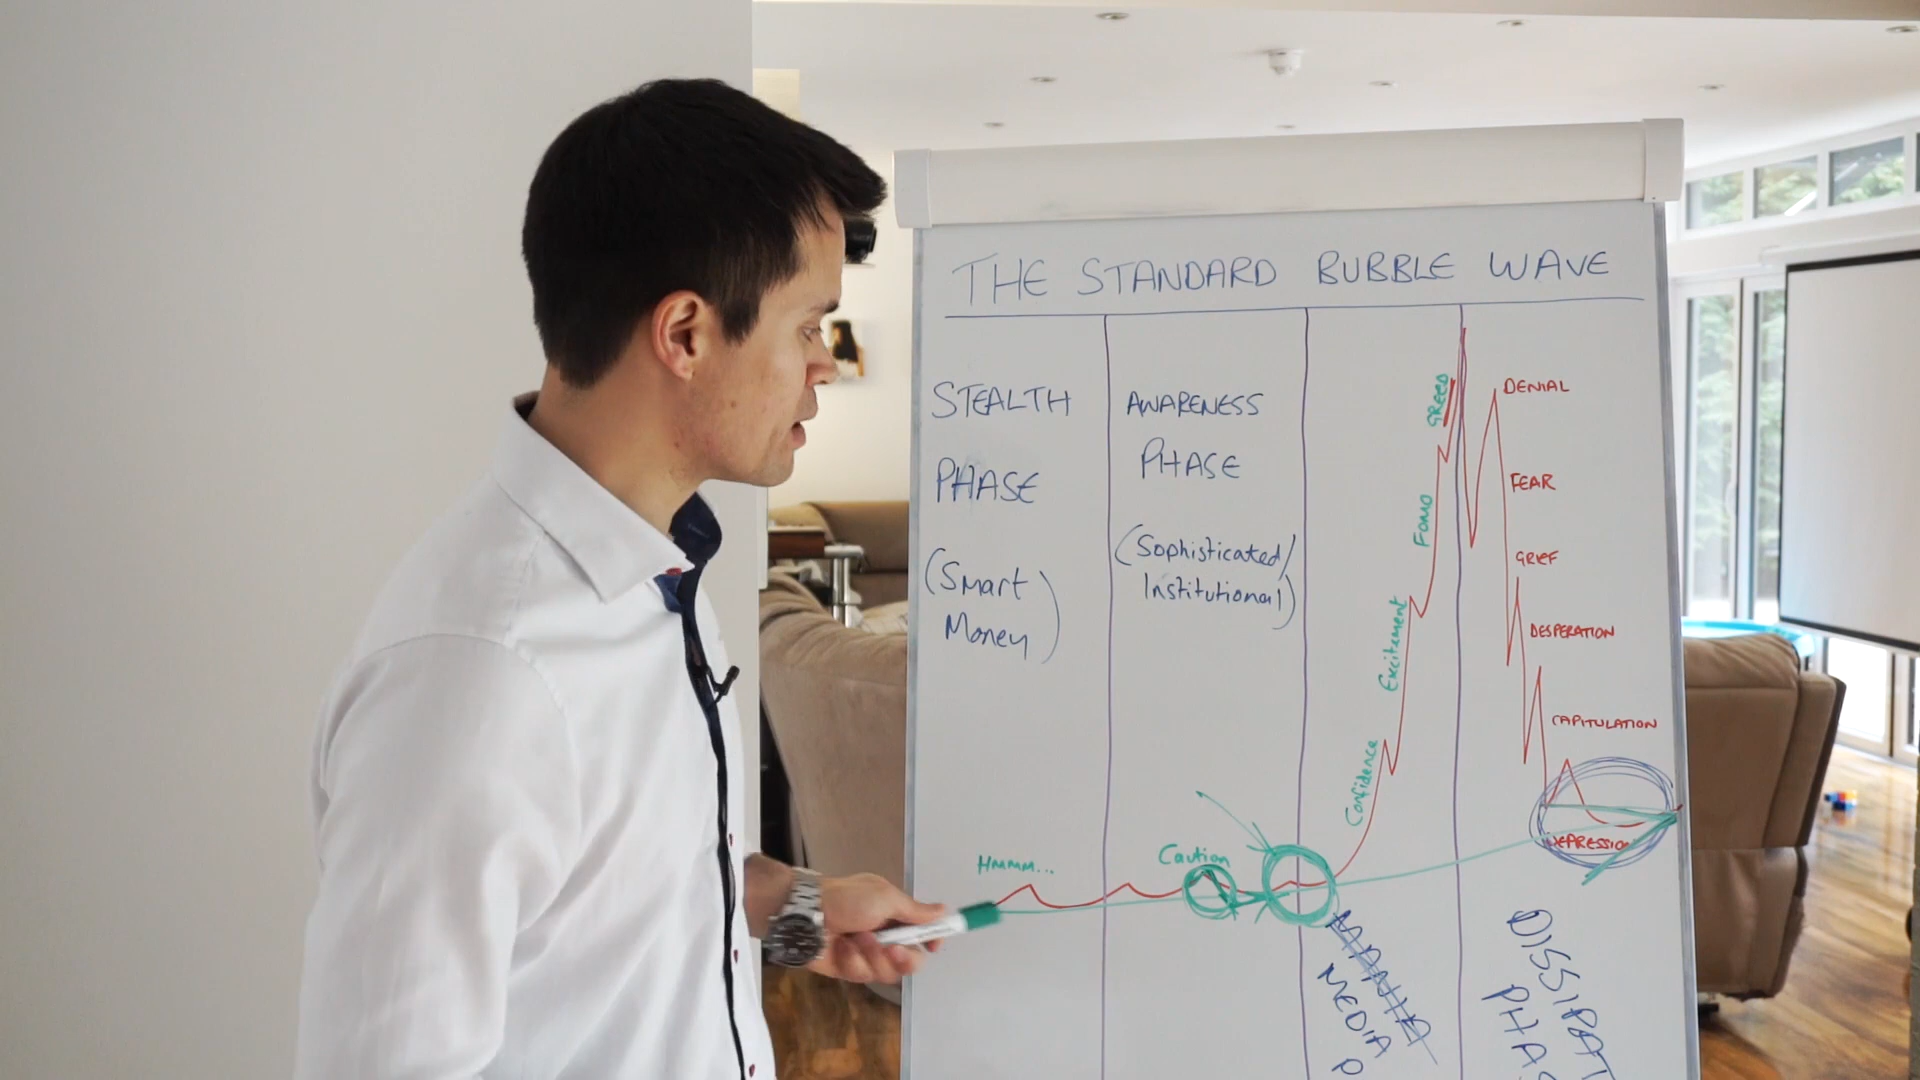 THE STANDARD BUBBLE WAVE
STEALTH
PHASE
(Smart
Money)
AWARENESS
PHASE
(Sophisticated/
Institutional)
Hmmm...
Caution
Confidence
Excitement
FOMO
GREED
DENIAL
FEAR
GRIEF
DESPERATION
CAPITULATION
DEPRESSION
MEDIA
P
DISSIPAT
PHAS